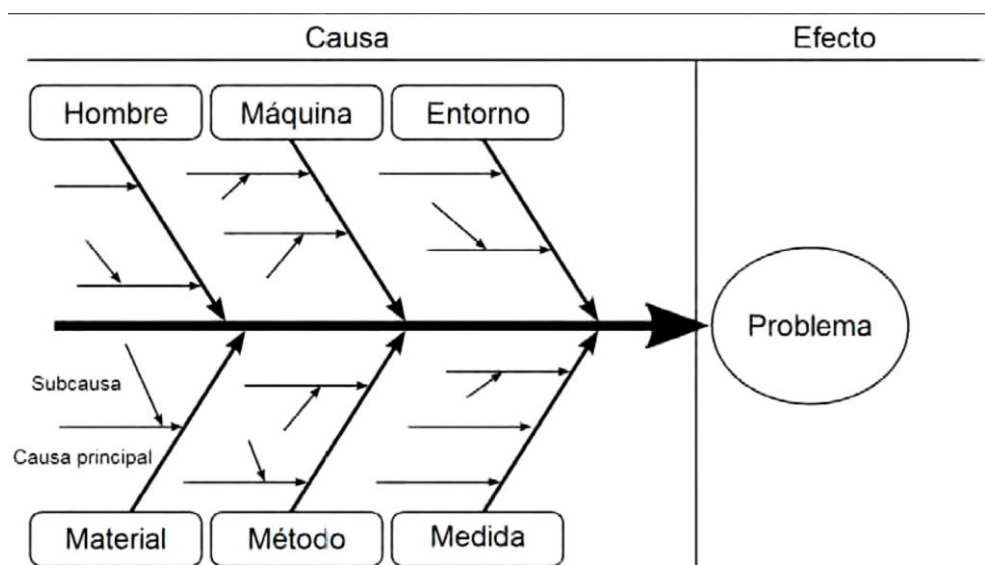 Causa
Efecto
Hombre
Máquina
Entorno
Problema
Subcausa
Causa principal
Material
Método
Medida